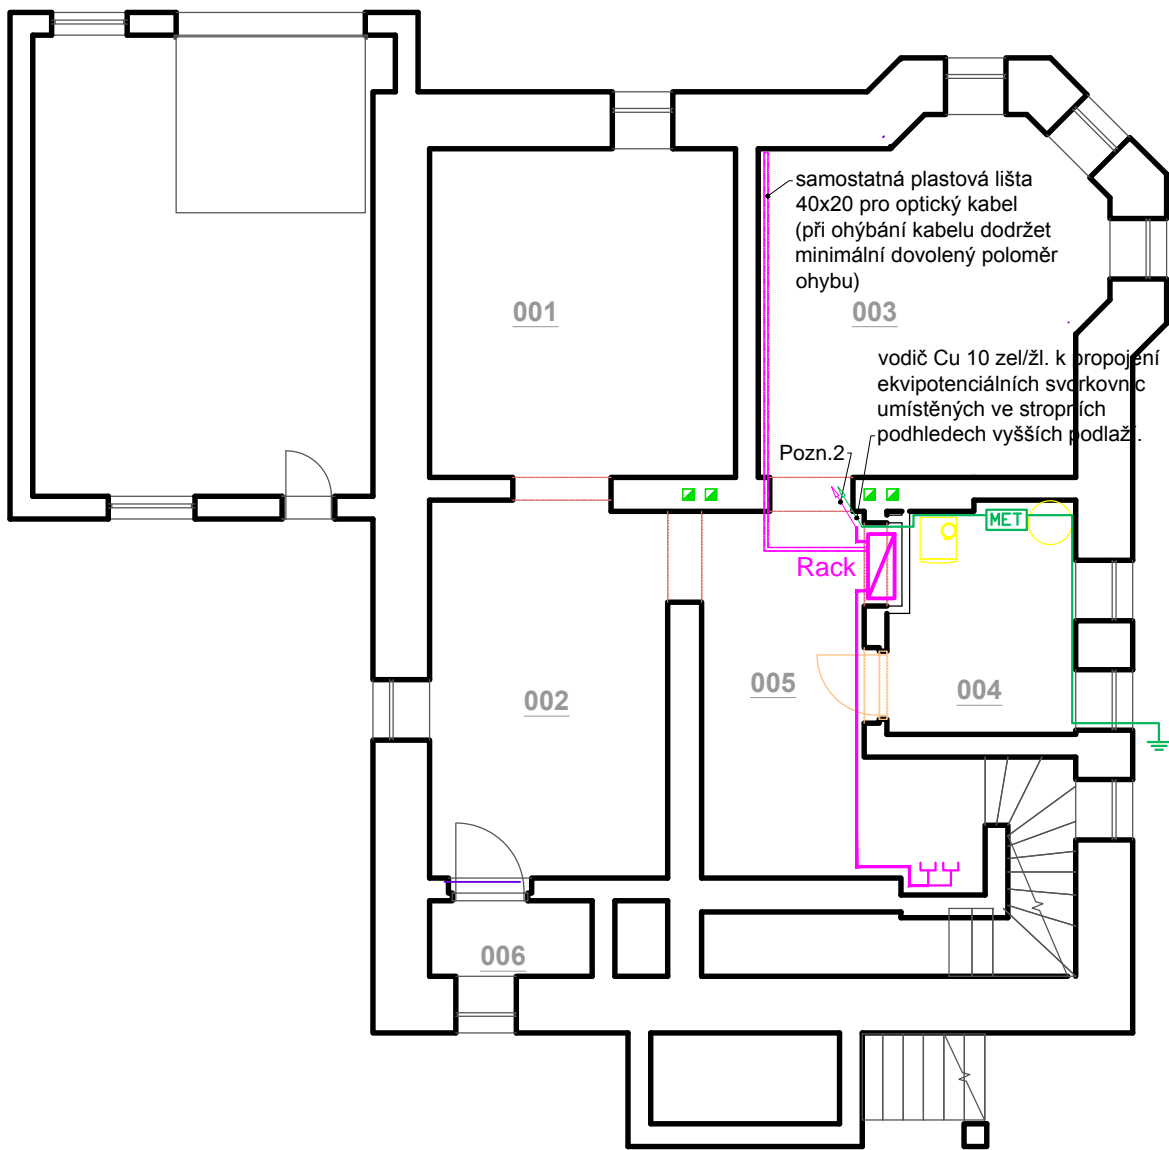 samostatná plastová lišta
40x20 pro optický kabel
(při ohýbání kabelu dodržet
minimální dovolený poloměr
ohybu)
001
003
vodič Cu 10 zel/žl. k propojení
ekvipotenciálních svorkovnic
umístěných ve stropních
podhledech vyšších podlaží.
Pozn.2
MET
Rack
005
004
002
006